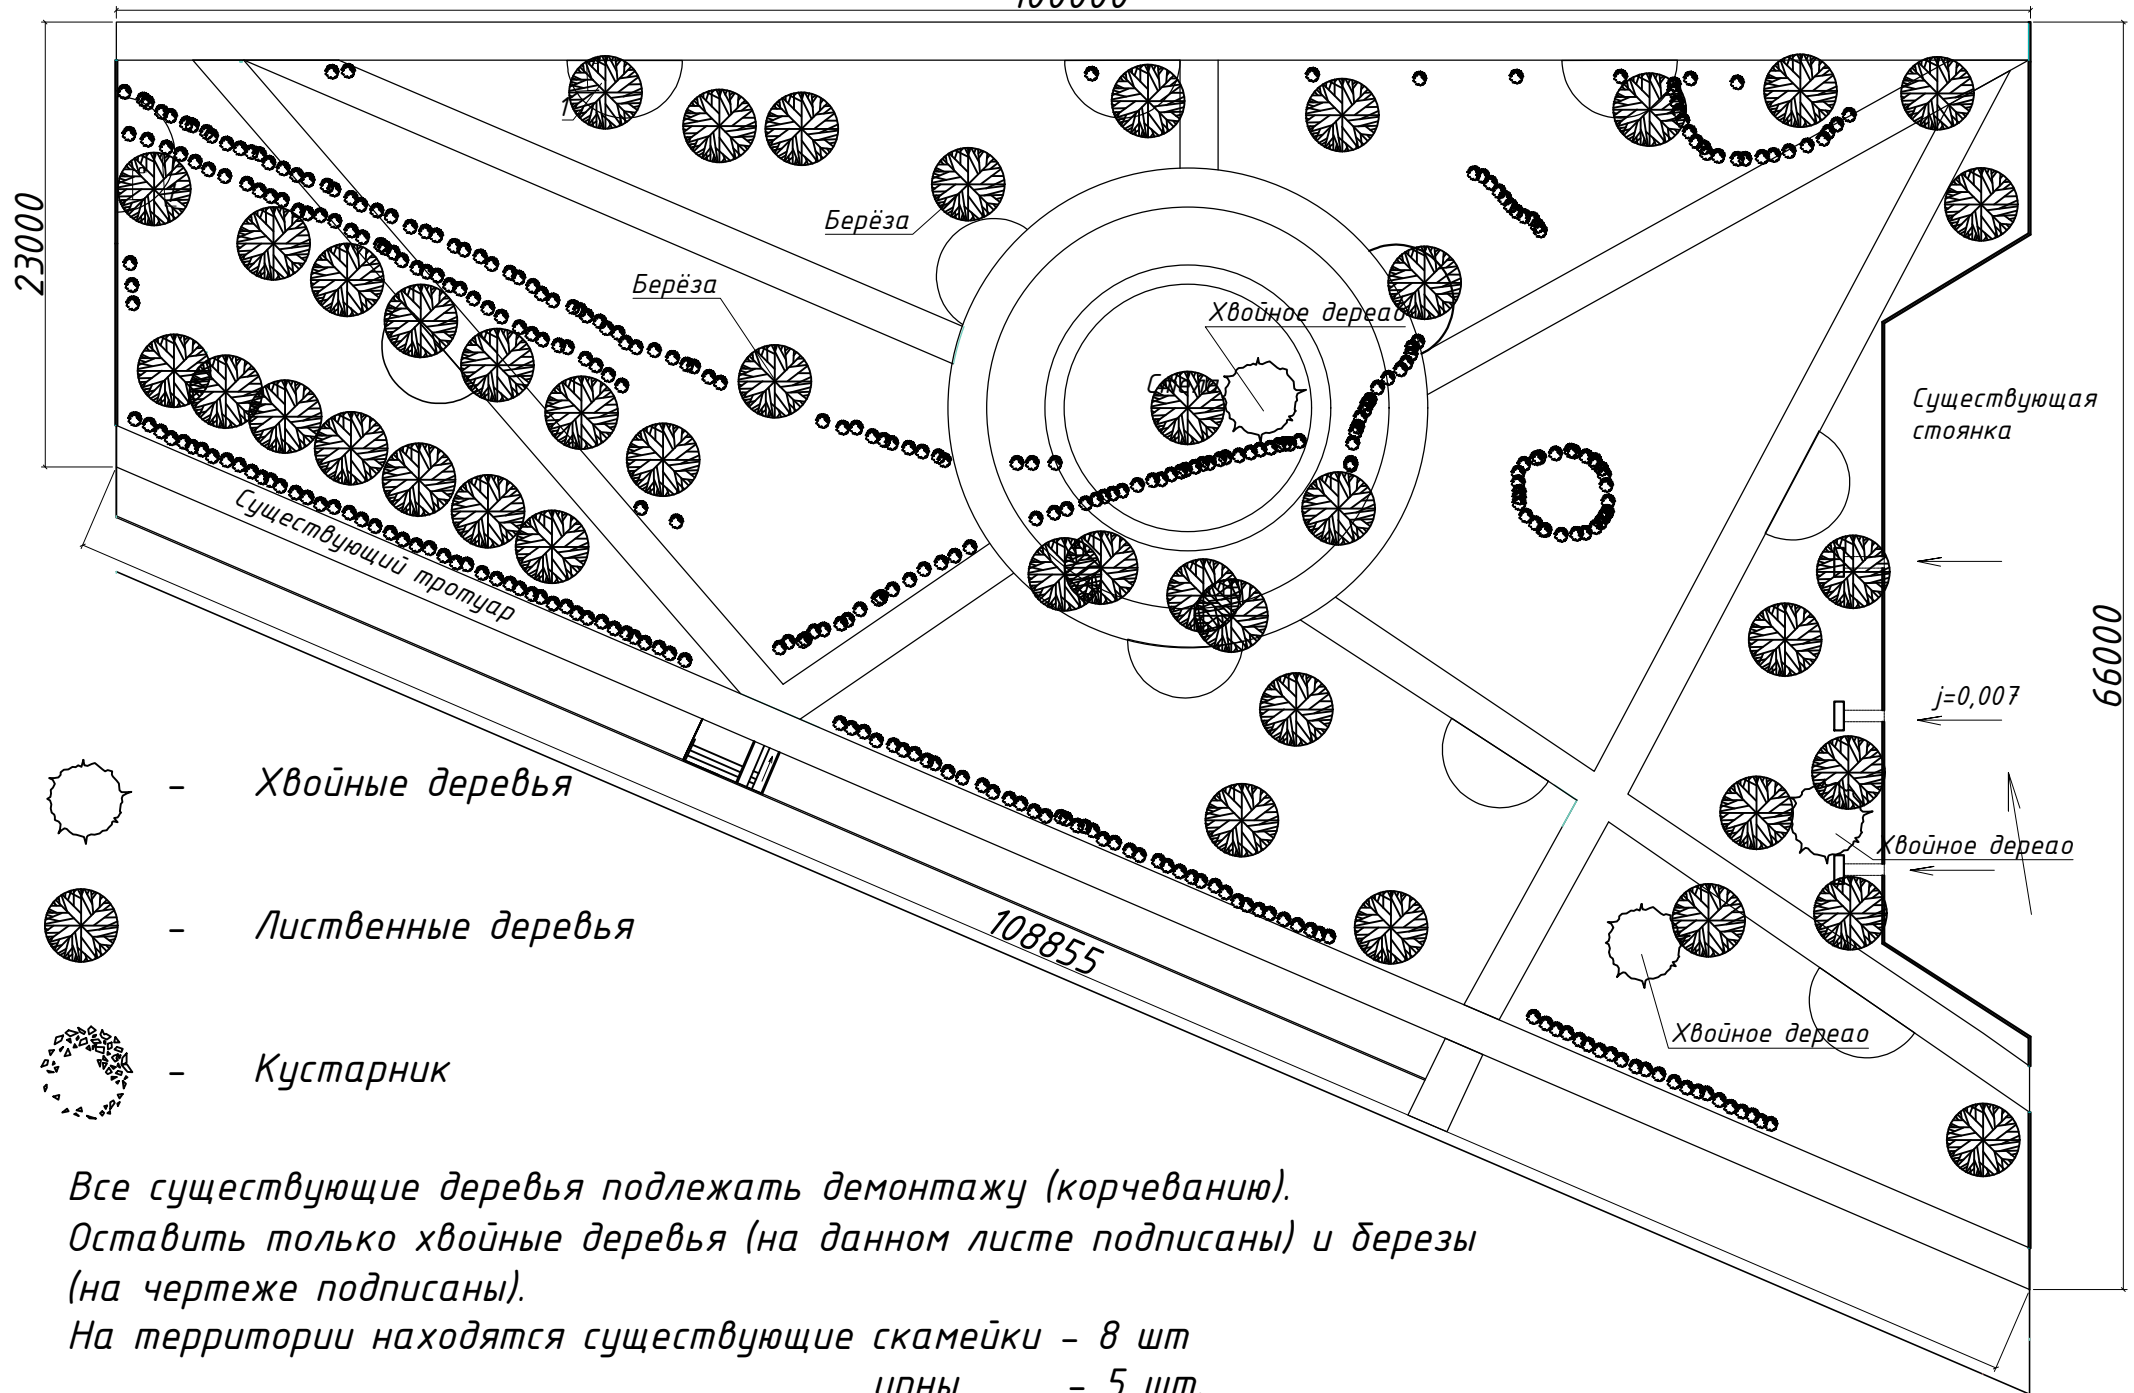 100000
23000
1
Берёза
Берёза
Хвойное дереао
Существующая
стоянка
Существующий тротуар
66000
j=0,007
Хвойное дереао
Хвойное дереао
108855
- Хвойные деревья
- Лиственные деревья
- Кустарник
Все существующие деревья подлежать демонтажу (корчеванию).
Оставить только хвойные деревья (на данном листе подписаны) и березы
(на чертеже подписаны).
На территории находятся существующие скамейки - 8 шт
урны - 5 шт.